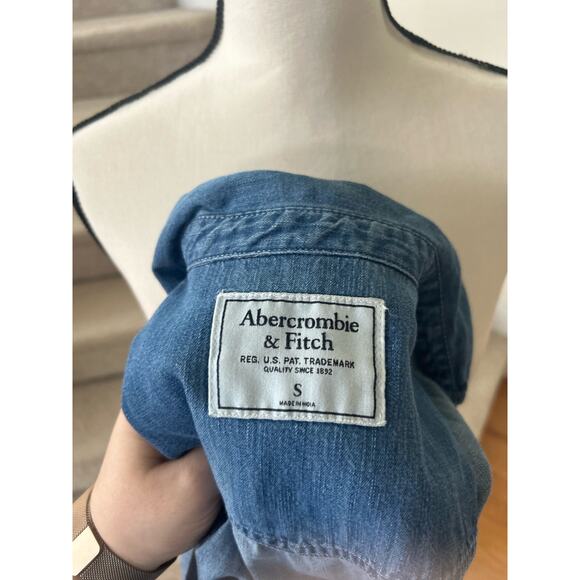 Abercrombie
& Fitch
REG. U.S. PAT. TRADEMARK
QUALITY SINCE 1892
S
MADE IN INDIA